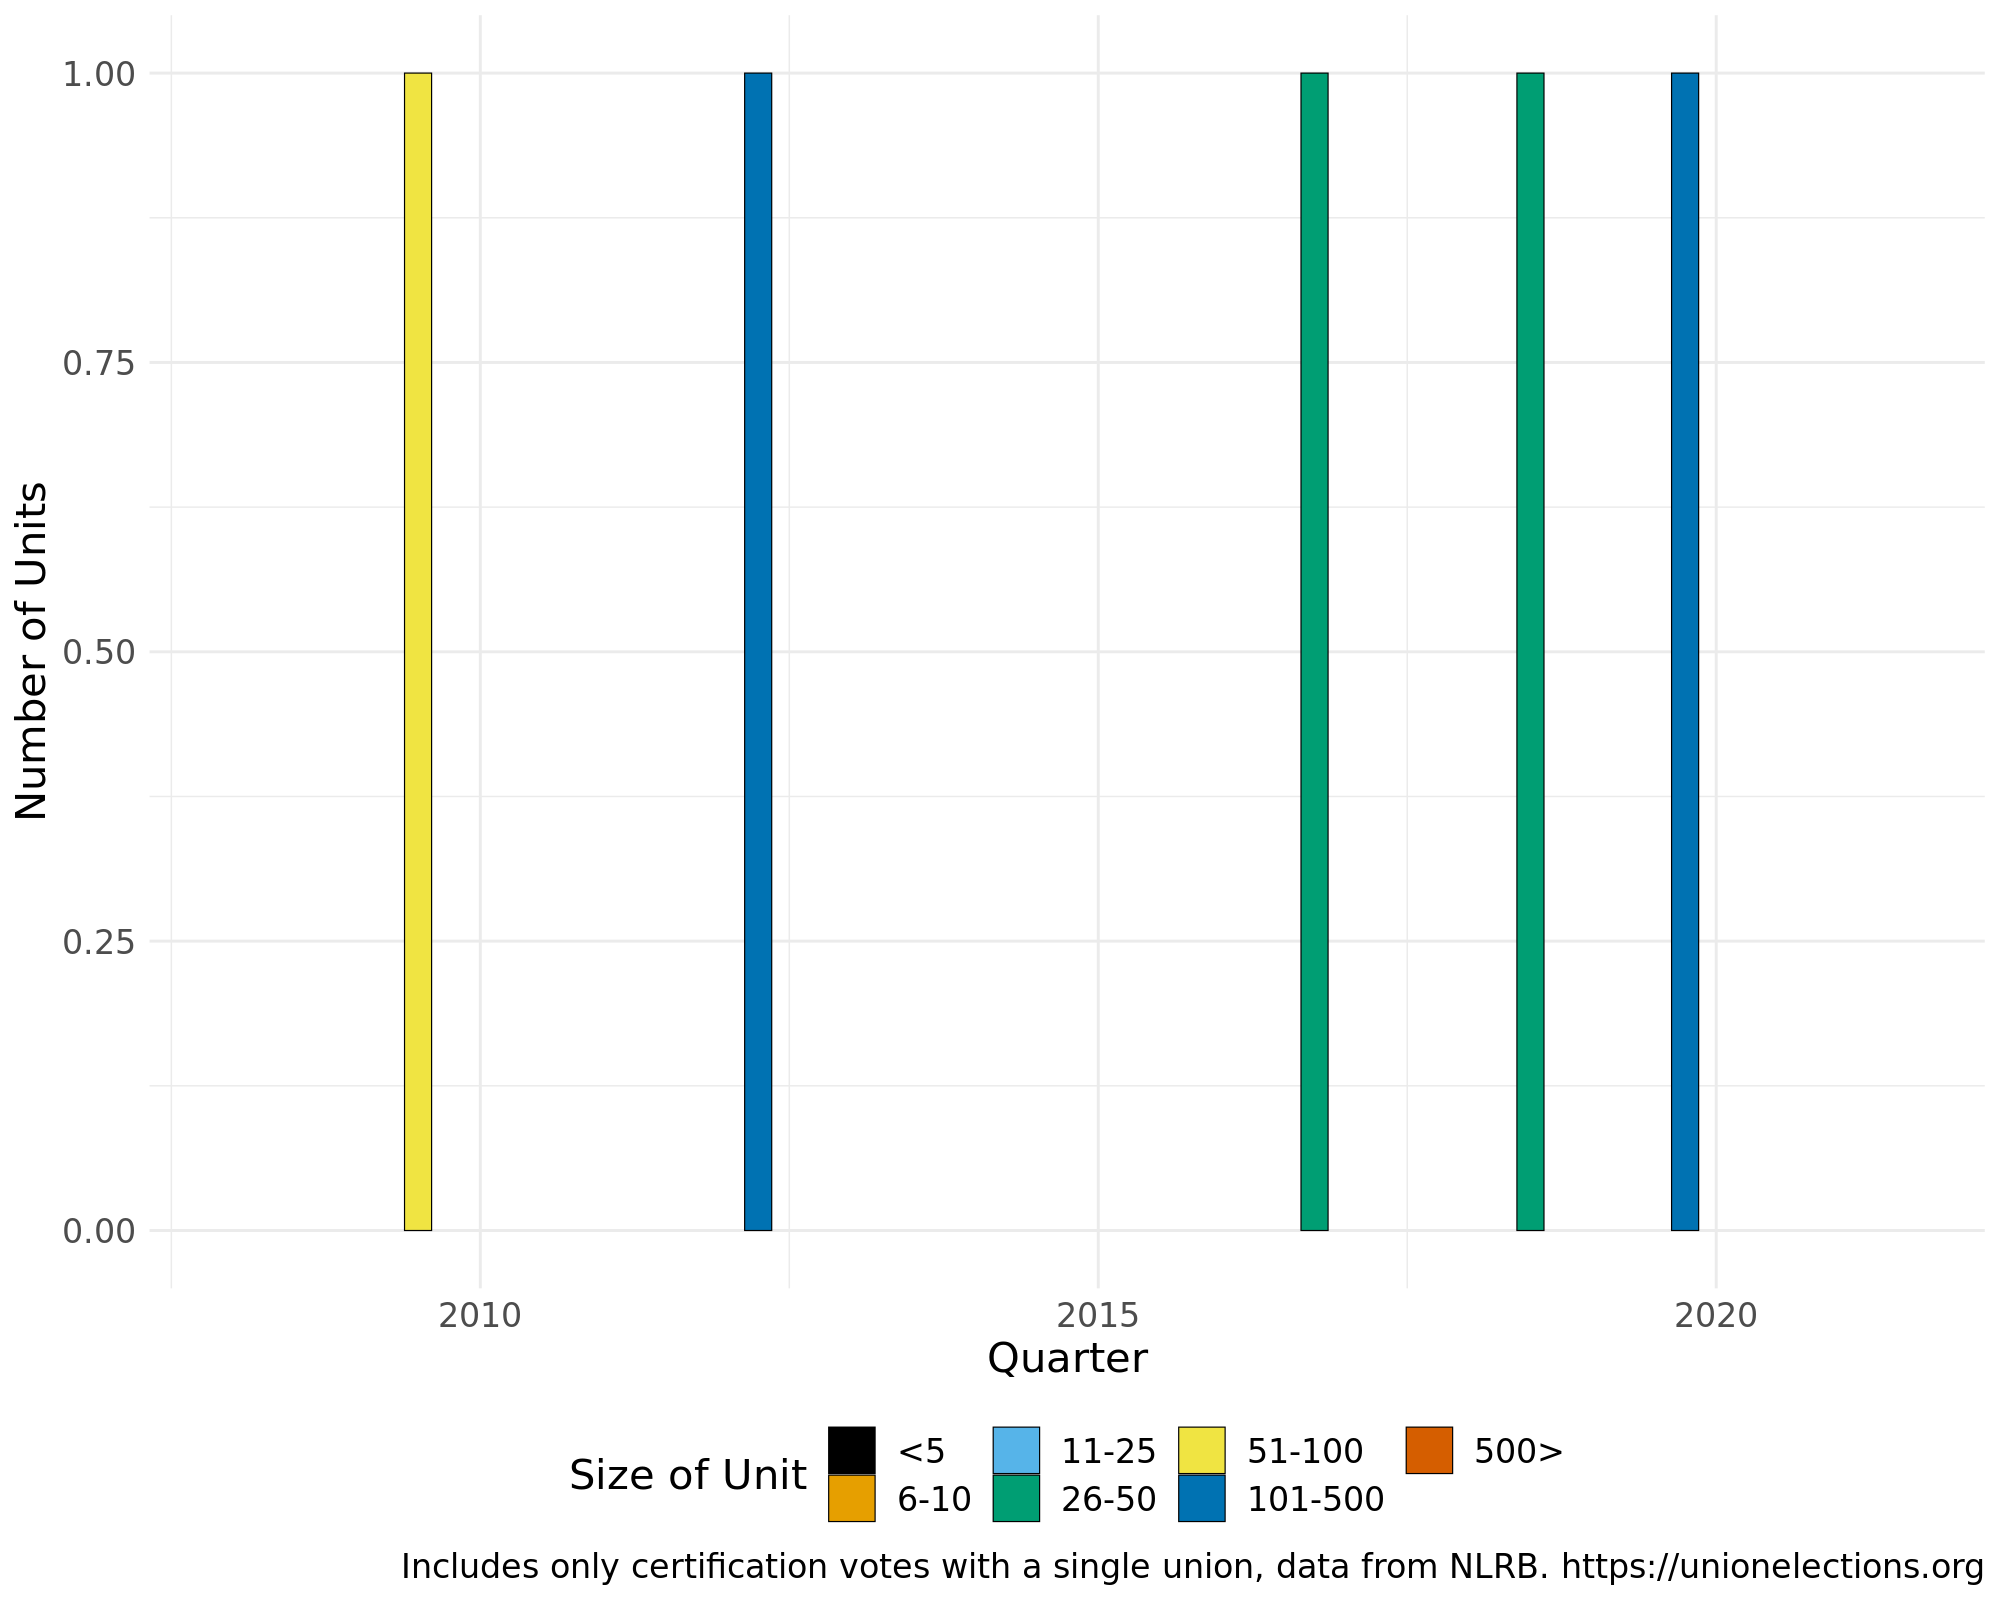 1.00
0.75
0.50
0.25
0.00
Number of Units
2010 2015 2020
Quarter
Size of Unit
<5 11-25 51-100 500>
6-10 26-50 101-500
Includes only certification votes with a single union, data from NLRB. https://unionelections.org